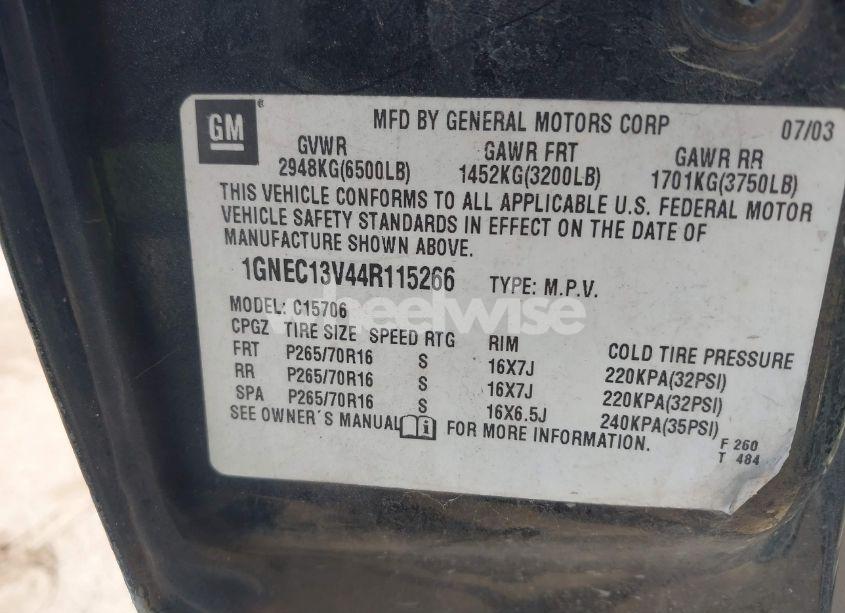 GM
MFD BY GENERAL MOTORS CORP 07/03
GVWR GAWR FRT GAWR RR
2948KG(6500LB) 1452KG(3200LB) 1701KG(3750LB)
THIS VEHICLE CONFORMS TO ALL APPLICABLE U.S. FEDERAL MOTOR
VEHICLE SAFETY STANDARDS IN EFFECT ON THE DATE OF
MANUFACTURE SHOWN ABOVE.
1GNEC13V44R115266 TYPE: M.P.V.
MODEL: C15706
wheelwise
CPGZ TIRE SIZE SPEED RTG RIM COLD TIRE PRESSURE
FRT P265/70R16 S 16X7J 220KPA(32PSI)
RR P265/70R16 S 16X7J 220KPA(32PSI)
SPA P265/70R16 S 16X6.5J 240KPA(35PSI)
SEE OWNER´S MANUAL FOR MORE INFORMATION.
F 260
T 484